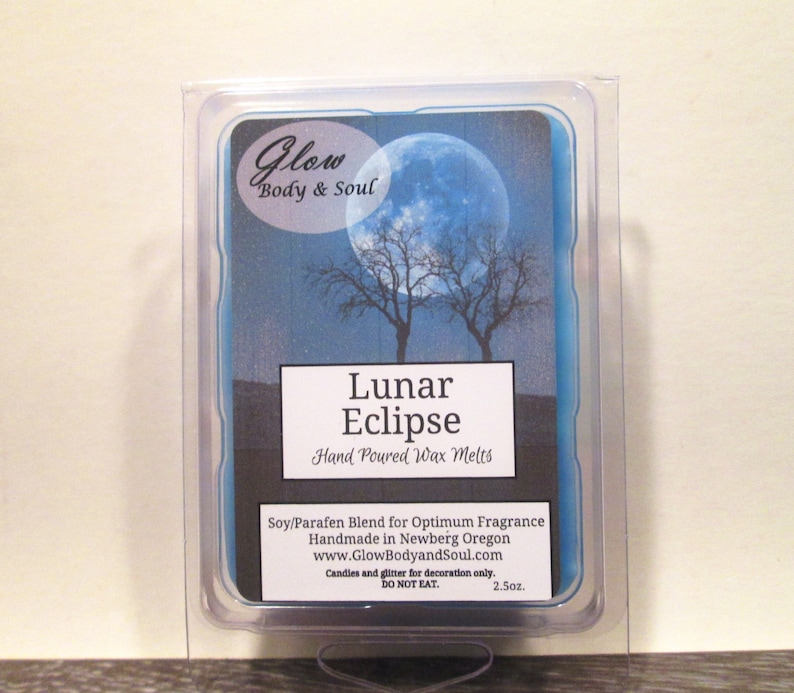 Glow
Body & Soul
Lunar
Eclipse
Hand Poured Wax Melts
Soy/Parafen Blend for Optimum Fragrance
Handmade in Newberg Oregon
www.GlowBodyandSoul.com
Candies and glitter for decoration only.
DO NOT EAT.
2.5oz.